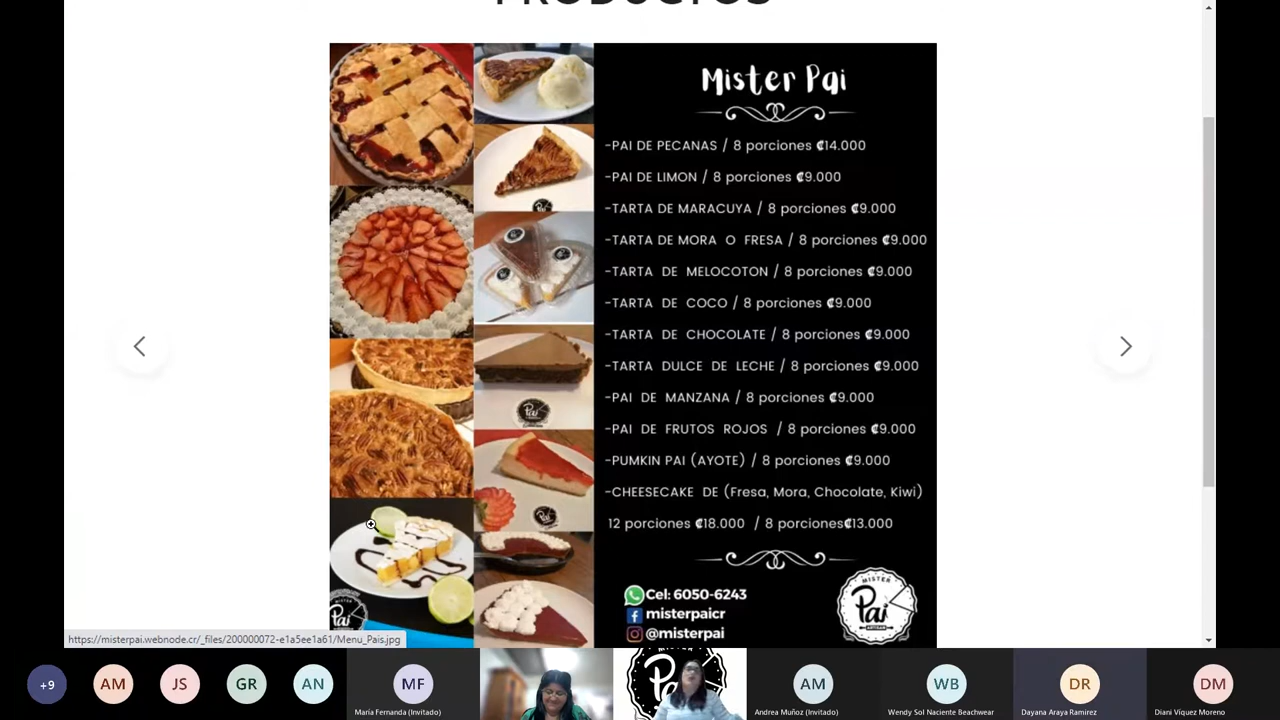 PRODUCTOS
Mister Pai
-PAI DE PECANAS / 8 porciones ₡14.000
-PAI DE LIMON / 8 porciones ₡9.000
-TARTA DE MARACUYA / 8 porciones ₡9.000
-TARTA DE MORA O FRESA / 8 porciones ₡9.000
-TARTA DE MELOCOTON / 8 porciones ₡9.000
-TARTA DE COCO / 8 porciones ₡9.000
-TARTA DE CHOCOLATE / 8 porciones ₡9.000
-TARTA DULCE DE LECHE / 8 porciones ₡9.000
-PAI DE MANZANA / 8 porciones ₡9.000
-PAI DE FRUTOS ROJOS / 8 porciones ₡9.000
-PUMKIN PAI (AYOTE) / 8 porciones ₡9.000
-CHEESECAKE DE (Fresa, Mora, Chocolate, Kiwi)
12 porciones ₡18.000 / 8 porciones₡13.000
Cel: 6050-6243
misterpaicr
@misterpai
MISTER
Pai
https://misterpai.webnode.cr/_files/200000072-e1a5ee1a61/Menu_Pais.jpg
+9
AM
JS
GR
AN
MF
María Fernanda (Invitado)
Pai
AM
Andrea Muñoz (Invitado)
WB
Wendy Sol Naciente Beachwear
DR
Dayana Araya Ramirez
DM
Diani Víquez Moreno